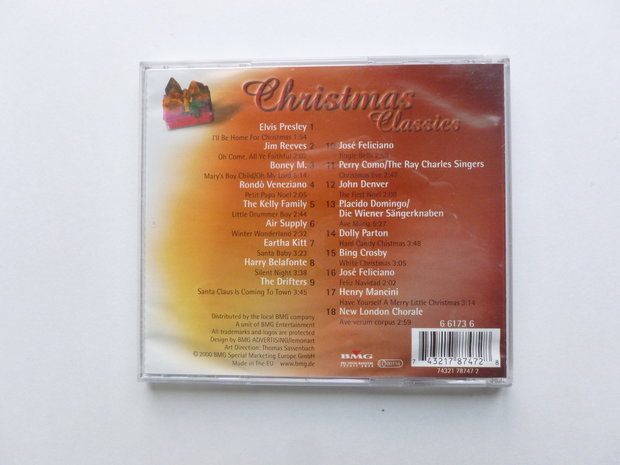 Christmas
Classics
Elvis Presley 1
I'll Be Home For Christmas 1:54
Jim Reeves 2
Oh Come, All Ye Faithful 2:02
Boney M. 3
Mary's Boy Child/Oh My Lord 5:14
Rondò Veneziano 4
Petit Papa Noel 2:05
The Kelly Family 5
Little Drummer Boy 2:44
Air Supply 6
Winter Wonderland 2:32
Eartha Kitt 7
Santa Baby 3:23
Harry Belafonte 8
Silent Night 3:38
The Drifters 9
Santa Claus Is Coming To Town 3:45
10 José Feliciano
Jingle Bells
11 Perry Como/The Ray Charles Singers
Christmas Eve 2:47
12 John Denver
The First Noel
13 Placido Domingo/
Die Wiener Sängerknaben
Ave Maria 5:27
14 Dolly Parton
Hard Candy Christmas 3:48
15 Bing Crosby
White Christmas 3:05
16 José Feliciano
Feliz Navidad 2:02
17 Henry Mancini
Have Yourself A Merry Little Christmas 3:14
18 New London Chorale
Ave verum corpus 2:59
Distributed by the local BMG company
A unit of BMG Entertainment
All trademarks and logos are protected
Design by BMG ADVERTISING/lemonart
Art Direction: Thomas Sassenbach
© 2000 BMG Special Marketing Europe GmbH
Made in The EU / www.bmg.de
BMG
6 6173 6
7 43217 87472 8
74321 78747 2